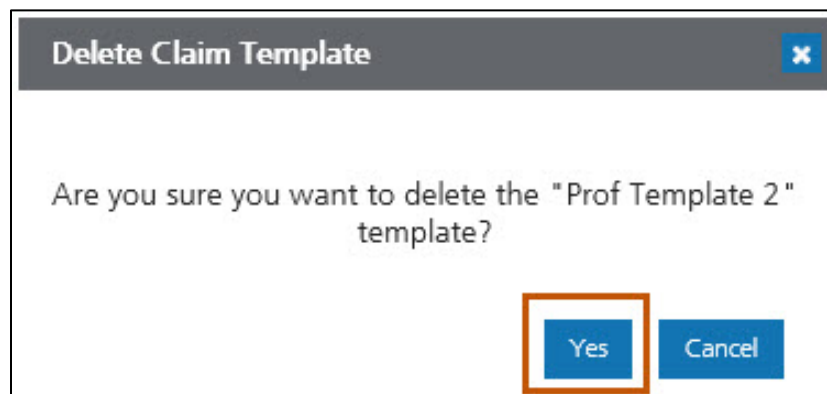 Delete Claim Template
Are you sure you want to delete the "Prof Template 2"
template?
Yes
Cancel